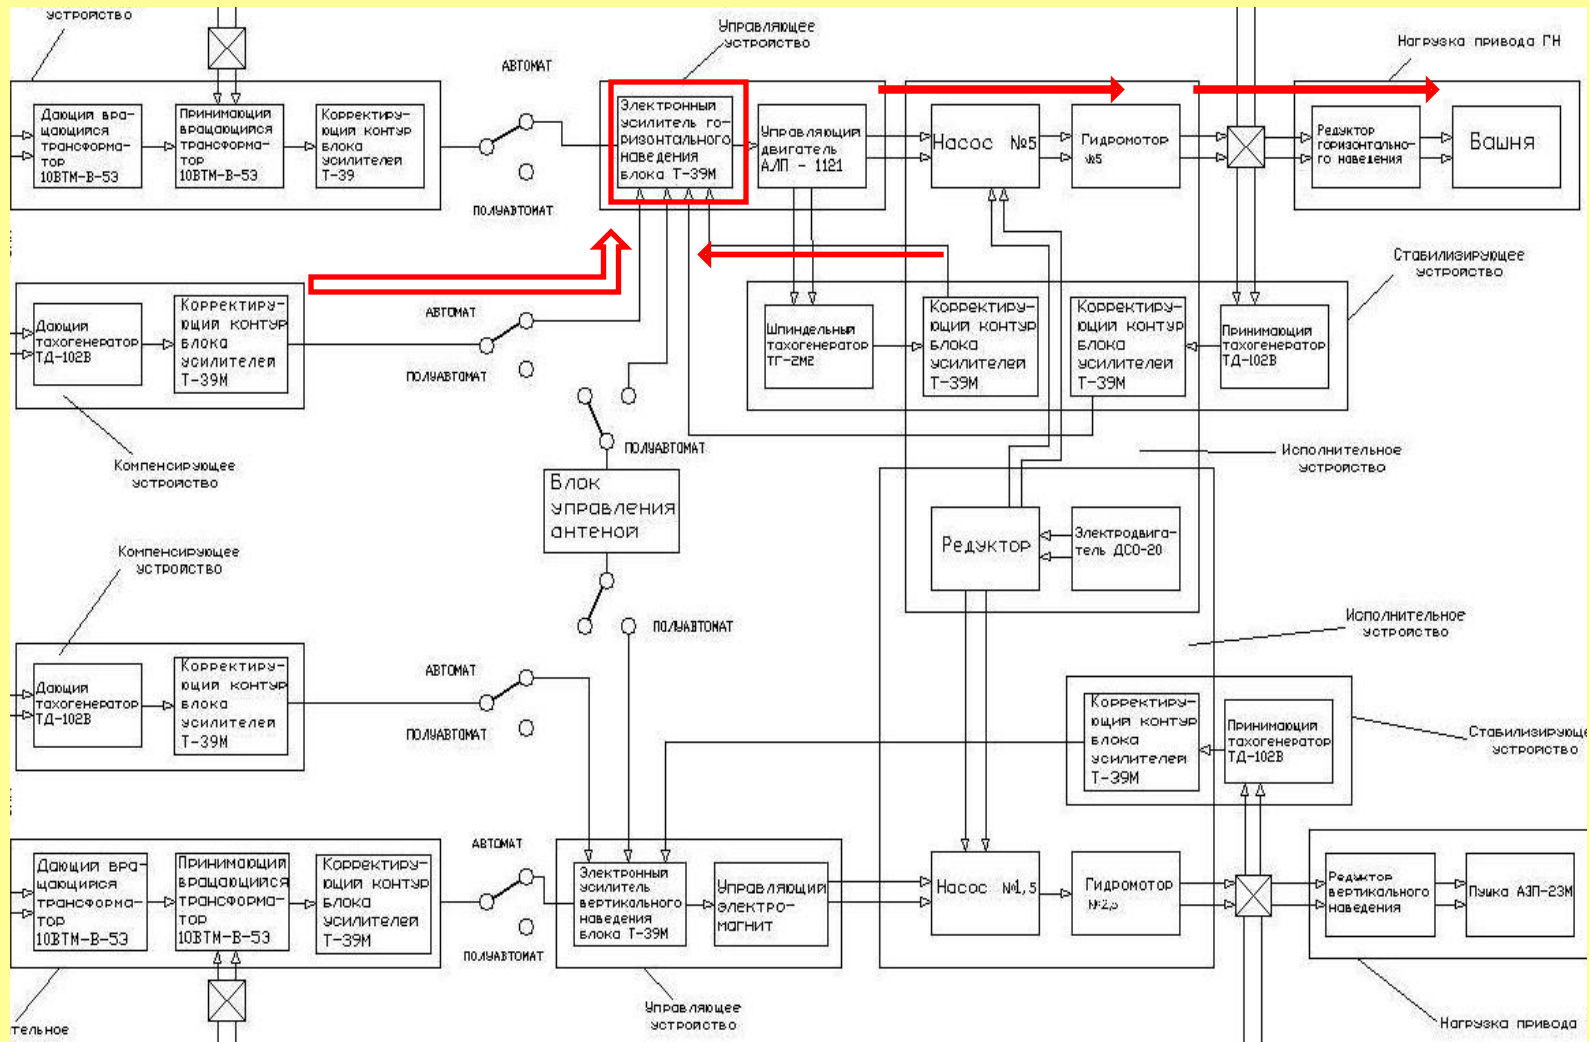 устройство
Управляющее
устройство
Нагрузка привода ГН
АВТОМАТ
Дающий вра-
щающийся
трансформа-
тор
10ВТМ-В-53
Принимающий
вращающийся
трансформа-
тор
10ВТМ-В-53
Корректиру-
ющий контур
блока
усилителей
Т-39
ПОЛУАВТОМАТ
Электронный
усилитель го-
ризонтального
наведения
блока Т-39М
Управляющий
двигатель
АЛП - 1121
Насос №5
Гидромотор
№5
Редуктор
горизонтально-
го наведения
Башня
Стабилизирующее
устройство
Дающий
тахогенератор
ТД-102В
Корректиру-
ющий контур
блока
усилителей
Т-39М
АВТОМАТ
ПОЛУАВТОМАТ
Шпиндельный
тахогенератор
ТГ-2М2
Корректиру-
ющий контур
блока
усилителей
Т-39М
Корректиру-
ющий контур
блока
усилителей
Т-39М
Принимающий
тахогенератор
ТД-102В
Компенсирующее
устройство
ПОЛУАВТОМАТ
Исполнительное
устройство
Блок
управления
антеной
Редуктор
Электродвига-
тель ДСО-20
Компенсирующее
устройство
ПОЛУАВТОМАТ
Исполнительное
устройство
Дающий
тахогенератор
ТД-102В
Корректиру-
ющий контур
блока
усилителей
Т-39М
АВТОМАТ
ПОЛУАВТОМАТ
Корректиру-
ющий контур
блока
усилителей
Т-39М
Принимающий
тахогенератор
ТД-102В
Стабилизирующе
устройство
Дающий вра-
щающийся
трансформа-
тор
10ВТМ-В-53
Принимающий
вращающийся
трансформа-
тор
10ВТМ-В-53
Корректиру-
ющий контур
блока
усилителей
Т-39М
АВТОМАТ
ПОЛУАВТОМАТ
Электронный
усилитель
вертикального
наведения
блока Т-39М
Управляющий
электро-
магнит
Насос №1,5
Гидромотор
№2,5
Редуктор
вертикального
наведения
Пушка АЗП-23М
Управляющее
устройство
тельное
Нагрузка привода